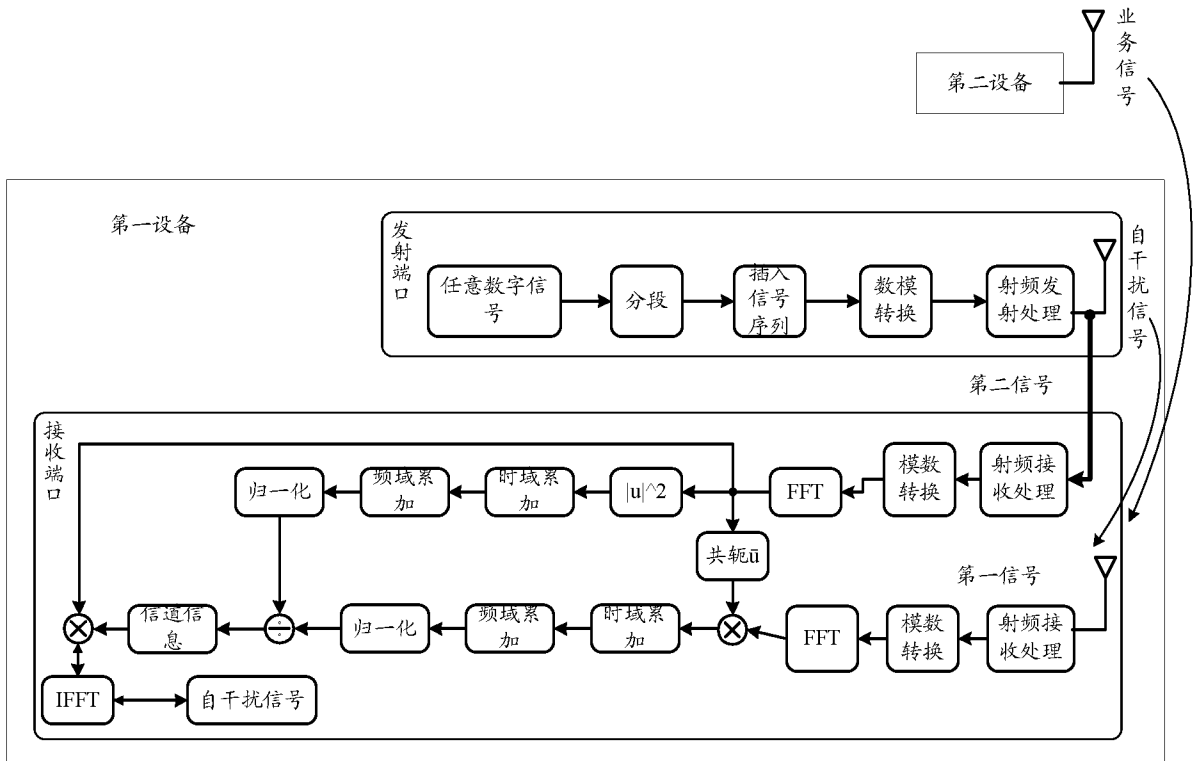 业务信号
第二设备
第一设备
发射端口
任意数字信
号
分段
插入
信号
序列
数模
转换
射频发
射处理
自干扰信号
第二信号
接收端口
归一化
频域累
加
时域累
加
|u|^2
FFT
模数
转换
射频接
收处理
共轭ū
第一信号
信道信
息
÷
归一化
频域累
加
时域累
加
FFT
模数
转换
射频接
收处理
IFFT
自干扰信号